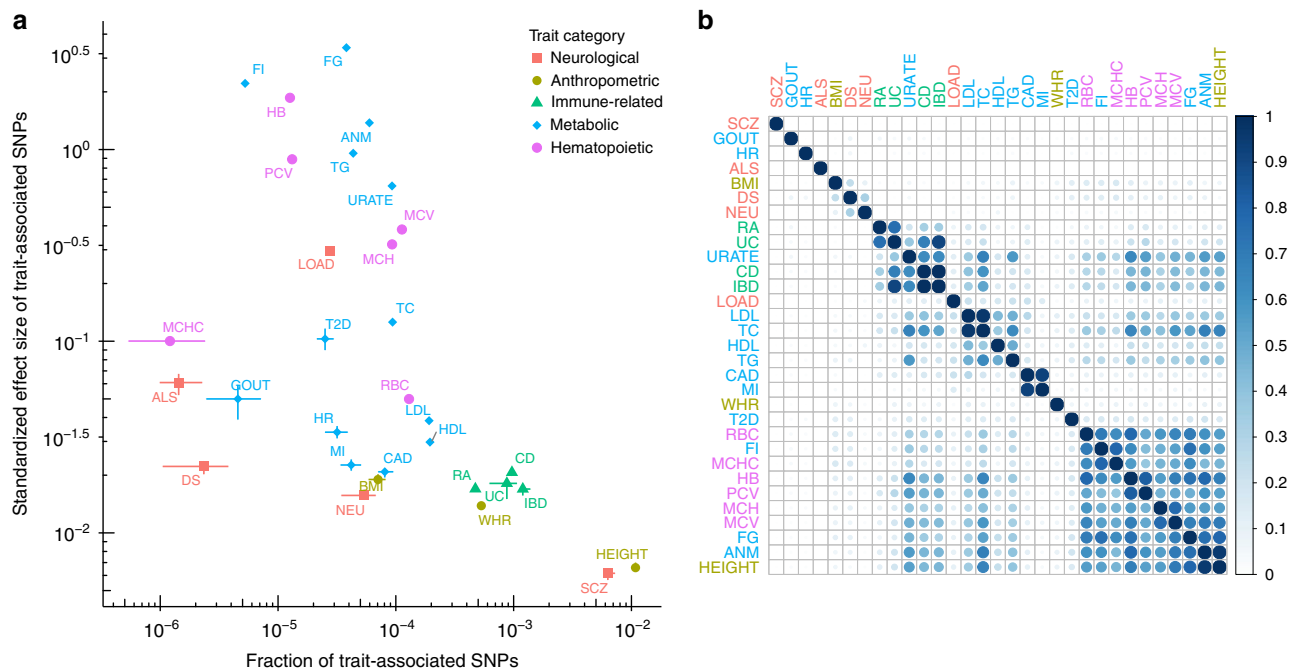 a
Standardized effect size of trait-associated SNPs
10^0.5
10^0
10^-0.5
10^-1
10^-1.5
10^-2
FI
FG
HB
ANM
TG
PCV
URATE
MCV
MCH
LOAD
TC
T2D
MCHC
ALS
GOUT
RBC
LDL
HDL
HR
MI
CAD
DS
BMI
NEU
RA
CD
UC
IBD
WHR
HEIGHT
SCZ
Trait category
Neurological
Anthropometric
Immune-related
Metabolic
Hematopoietic
10^-6
10^-5
10^-4
10^-3
10^-2
Fraction of trait-associated SNPs
b
SCZ GOUT HR ALS BMI DS NEU RA UC URATE CD IBD LOAD LDL TC HDL TG CAD MI WHR T2D RBC FI MCHC HB PCV MCH MCV FG ANM HEIGHT
SCZ
GOUT
HR
ALS
BMI
DS
NEU
RA
UC
URATE
CD
IBD
LOAD
LDL
TC
HDL
TG
CAD
MI
WHR
T2D
RBC
FI
MCHC
HB
PCV
MCH
MCV
FG
ANM
HEIGHT
1
0.9
0.8
0.7
0.6
0.5
0.4
0.3
0.2
0.1
0